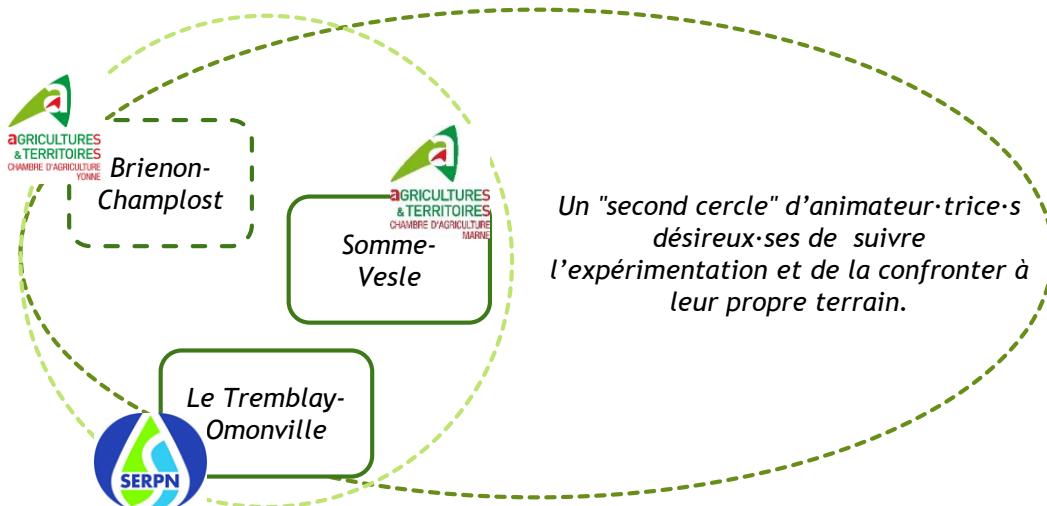 aGRICULTURES
& TERRITOIRES
CHAMBRE D'AGRICULTURE
YONNE
Brienon-
Champlost
aGRICULTURES
& TERRITOIRES
CHAMBRE D'AGRICULTURE
MARNE
Somme-
Vesle
Un "second cercle" d’animateur·trice·s
désireux·ses de suivre
l’expérimentation et de la confronter à
leur propre terrain.
Le Tremblay-
Omonville
SERPN